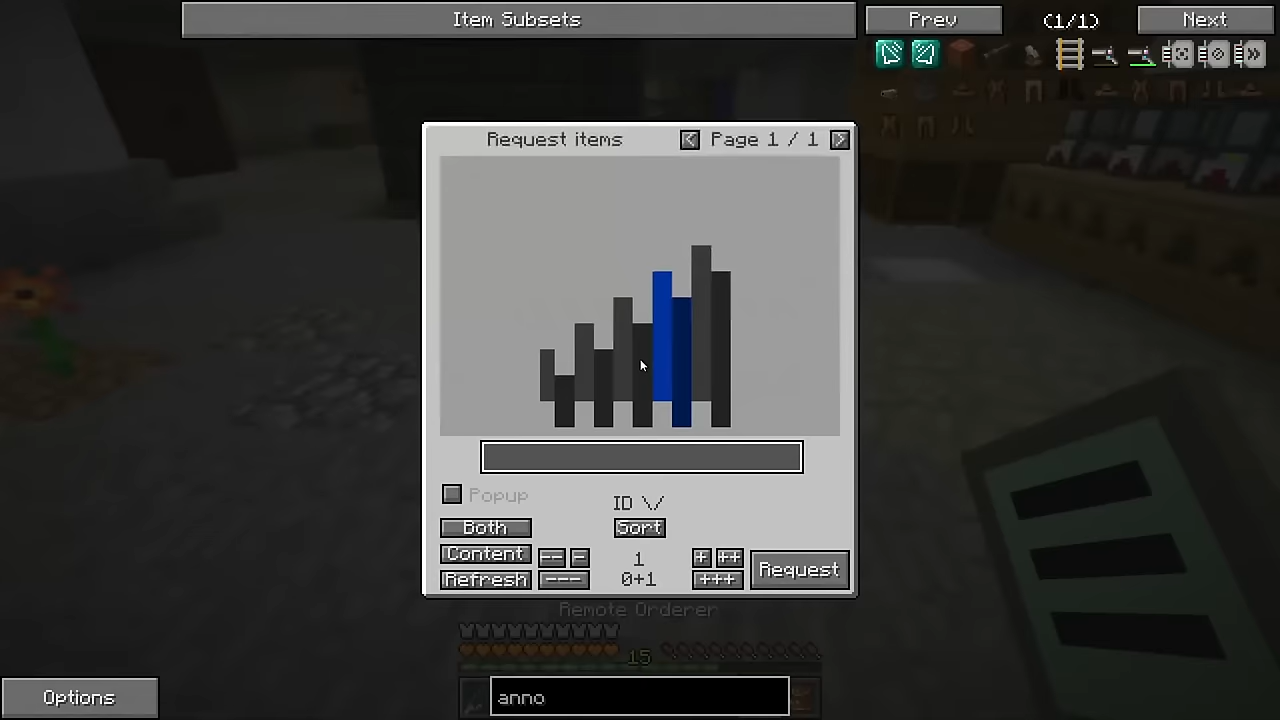 Item Subsets
Prev
(1/1)
Next
Request items
< Page 1 / 1 >
Popup
ID \/
Both
Sort
Content
-- -
1
+ ++
Refresh
---
0+1
+++
Request
Remote Orderer
15
Options
anno